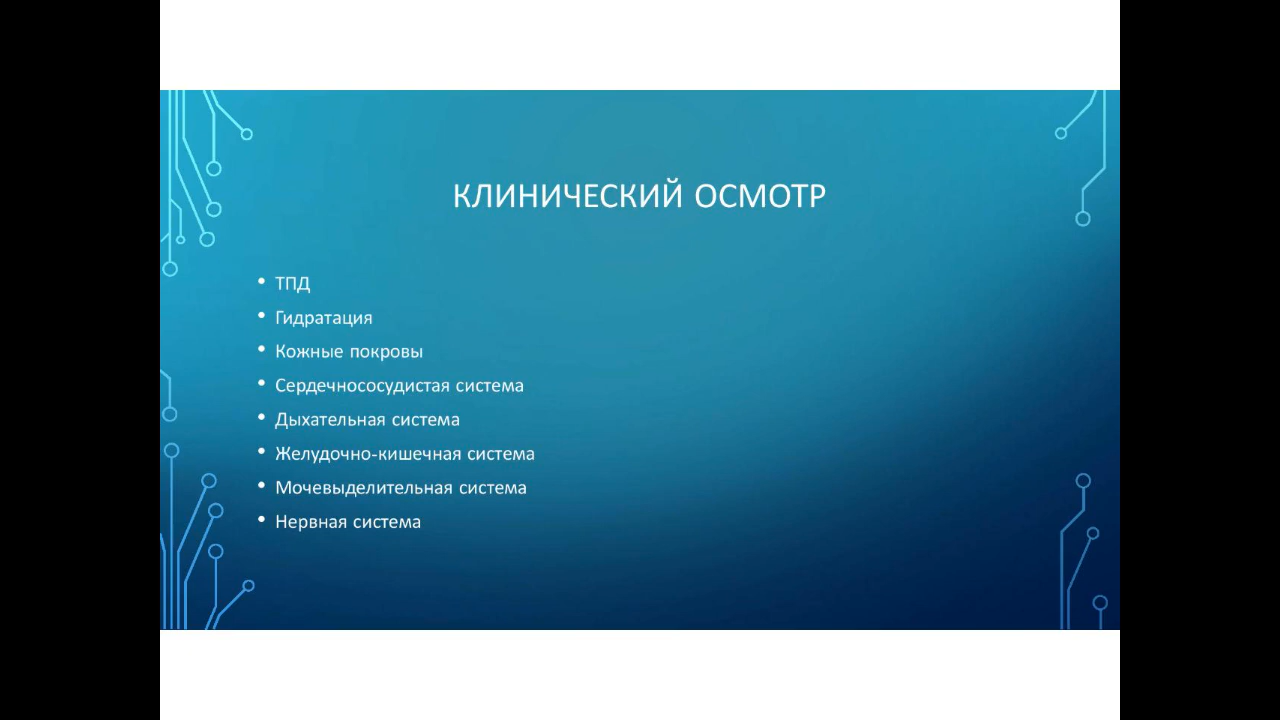 КЛИНИЧЕСКИЙ ОСМОТР
• ТПД
• Гидратация
• Кожные покровы
• Сердечнососудистая система
• Дыхательная система
• Желудочно-кишечная система
• Мочевыделительная система
• Нервная система